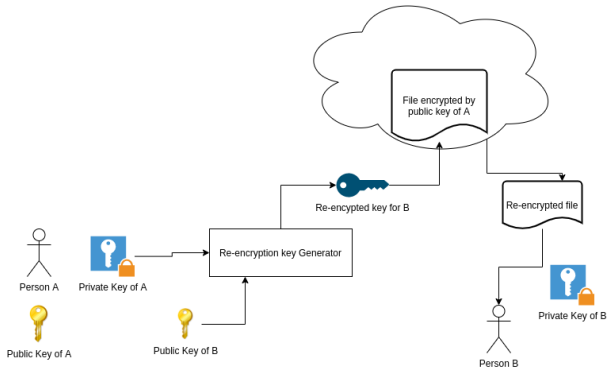 File encrypted by
public key of A
Re-encypted key for B
Re-encrypted file
Re-encryption key Generator
Person A
Private Key of A
Public Key of A
Public Key of B
Private Key of B
Person B